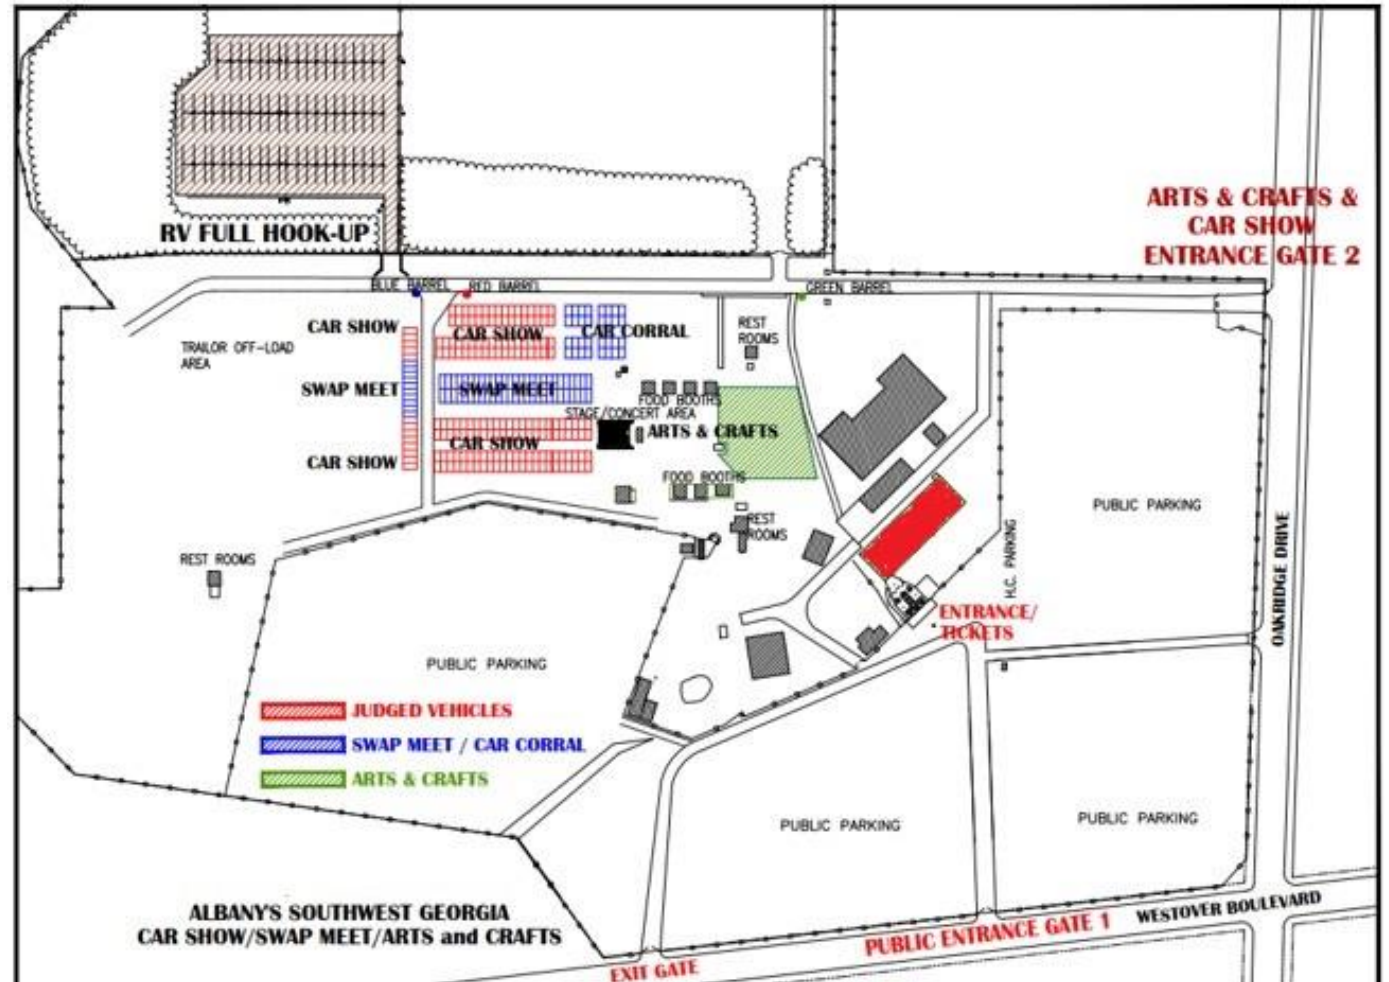 ARTS & CRAFTS &
CAR SHOW
ENTRANCE GATE 2
RV FULL HOOK-UP
BLUE BARREL
RED BARREL
GREEN BARREL
CAR SHOW
CAR SHOW
CAR CORRAL
REST
ROOMS
TRAILOR OFF-LOAD
AREA
SWAP MEET
SWAP MEET
FOOD BOOTHS
STAGE/CONCERT AREA
ARTS & CRAFTS
CAR SHOW
CAR SHOW
FOOD BOOTHS
PUBLIC PARKING
REST
ROOMS
REST ROOMS
H.C. PARKING
OAKRIDGE DRIVE
ENTRANCE/
TICKETS
PUBLIC PARKING
JUDGED VEHICLES
SWAP MEET / CAR CORRAL
ARTS & CRAFTS
PUBLIC PARKING
PUBLIC PARKING
ALBANY'S SOUTHWEST GEORGIA
CAR SHOW/SWAP MEET/ARTS and CRAFTS
WESTOVER BOULEVARD
PUBLIC ENTRANCE GATE 1
EXIT GATE